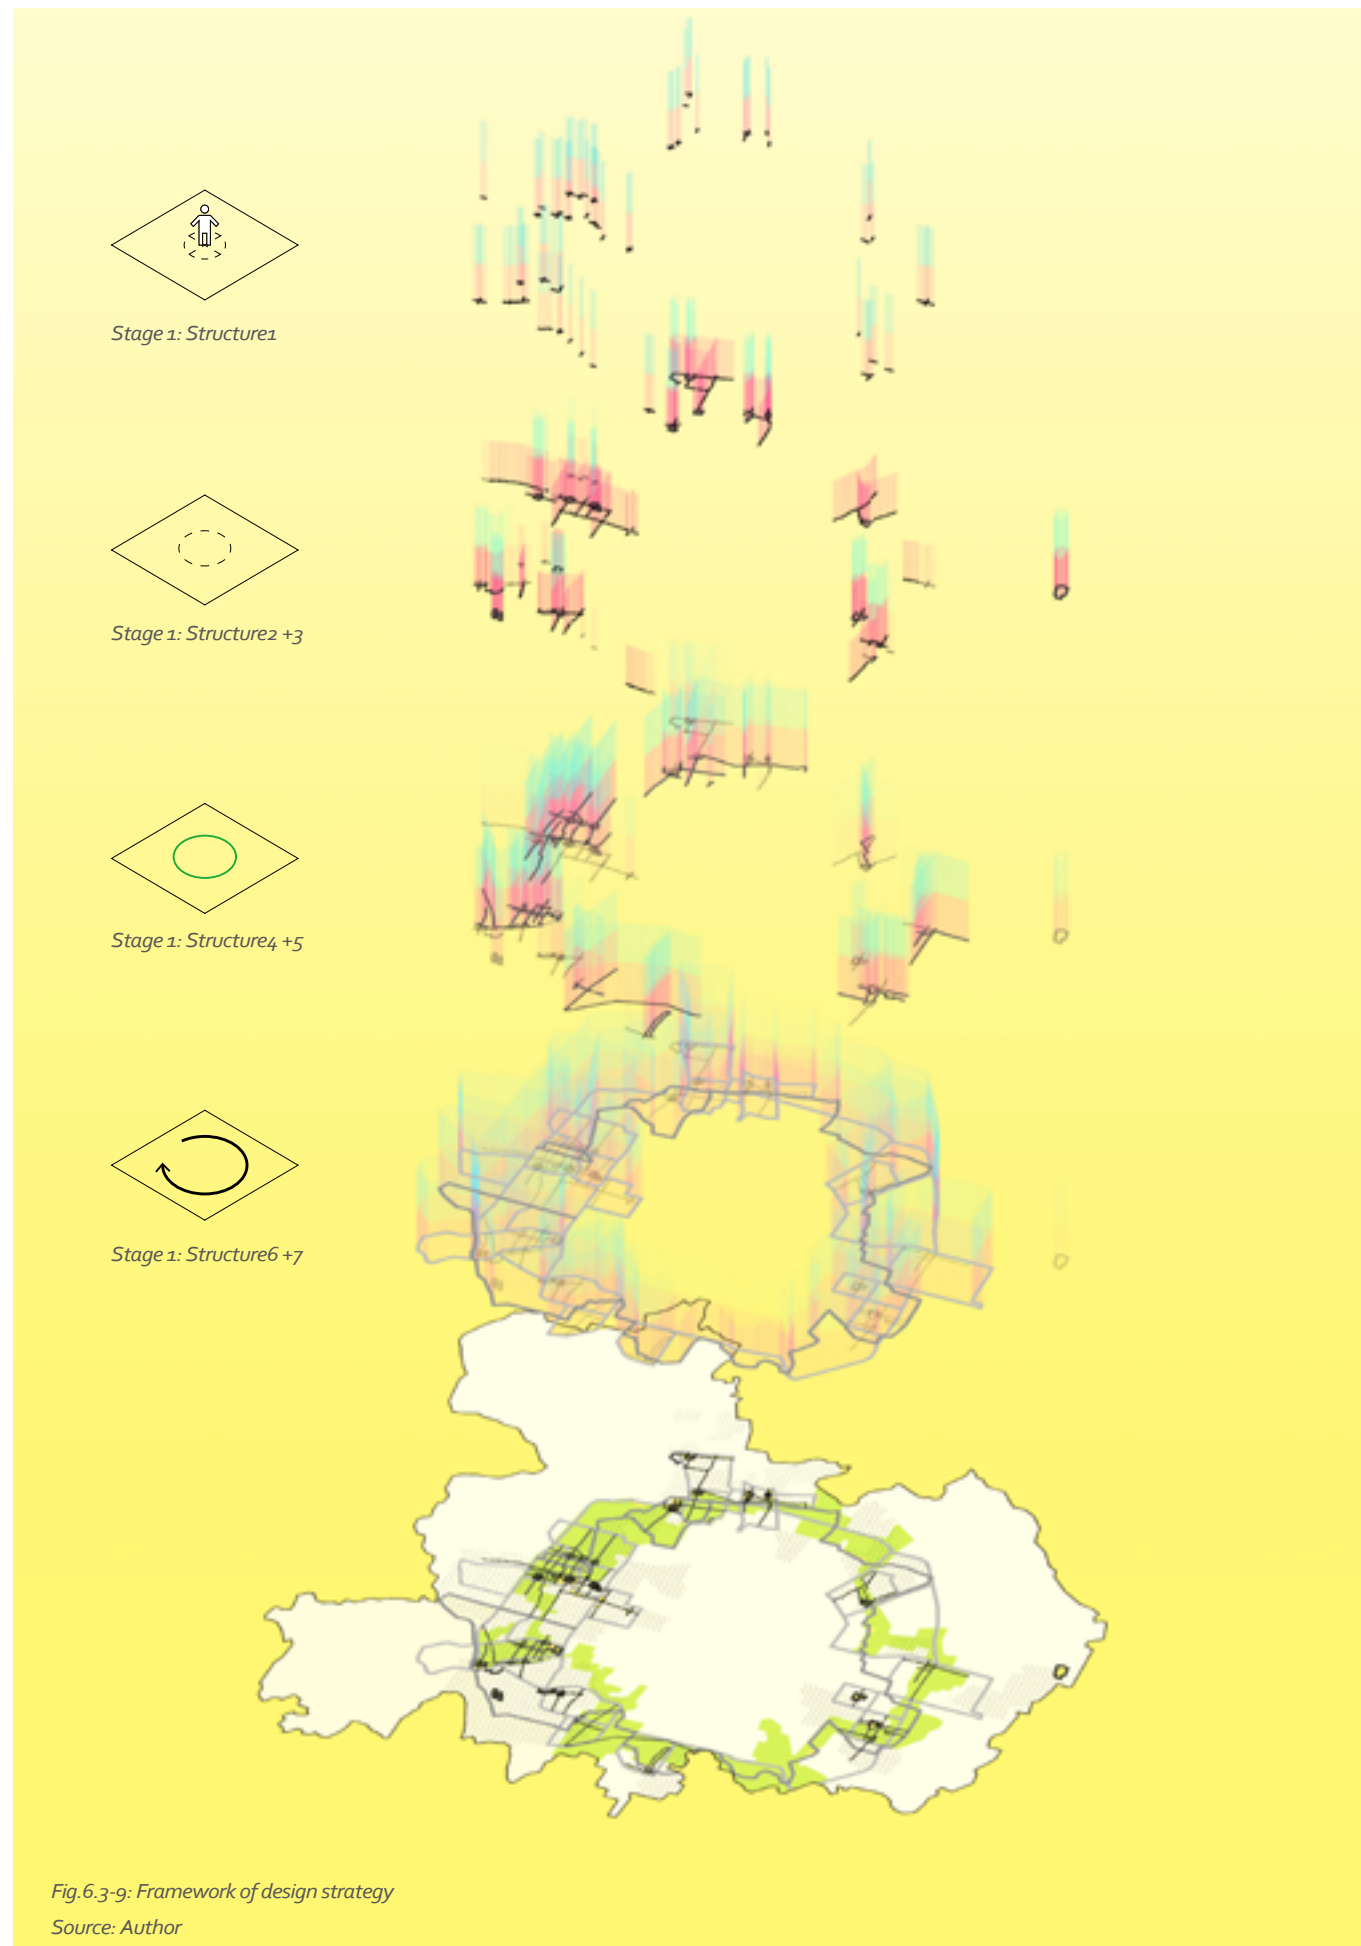 Stage 1: Structure1
Stage 1: Structure2 +3
Stage 1: Structure4 +5
Stage 1: Structure6 +7
Fig.6.3-9: Framework of design strategy
Source: Author